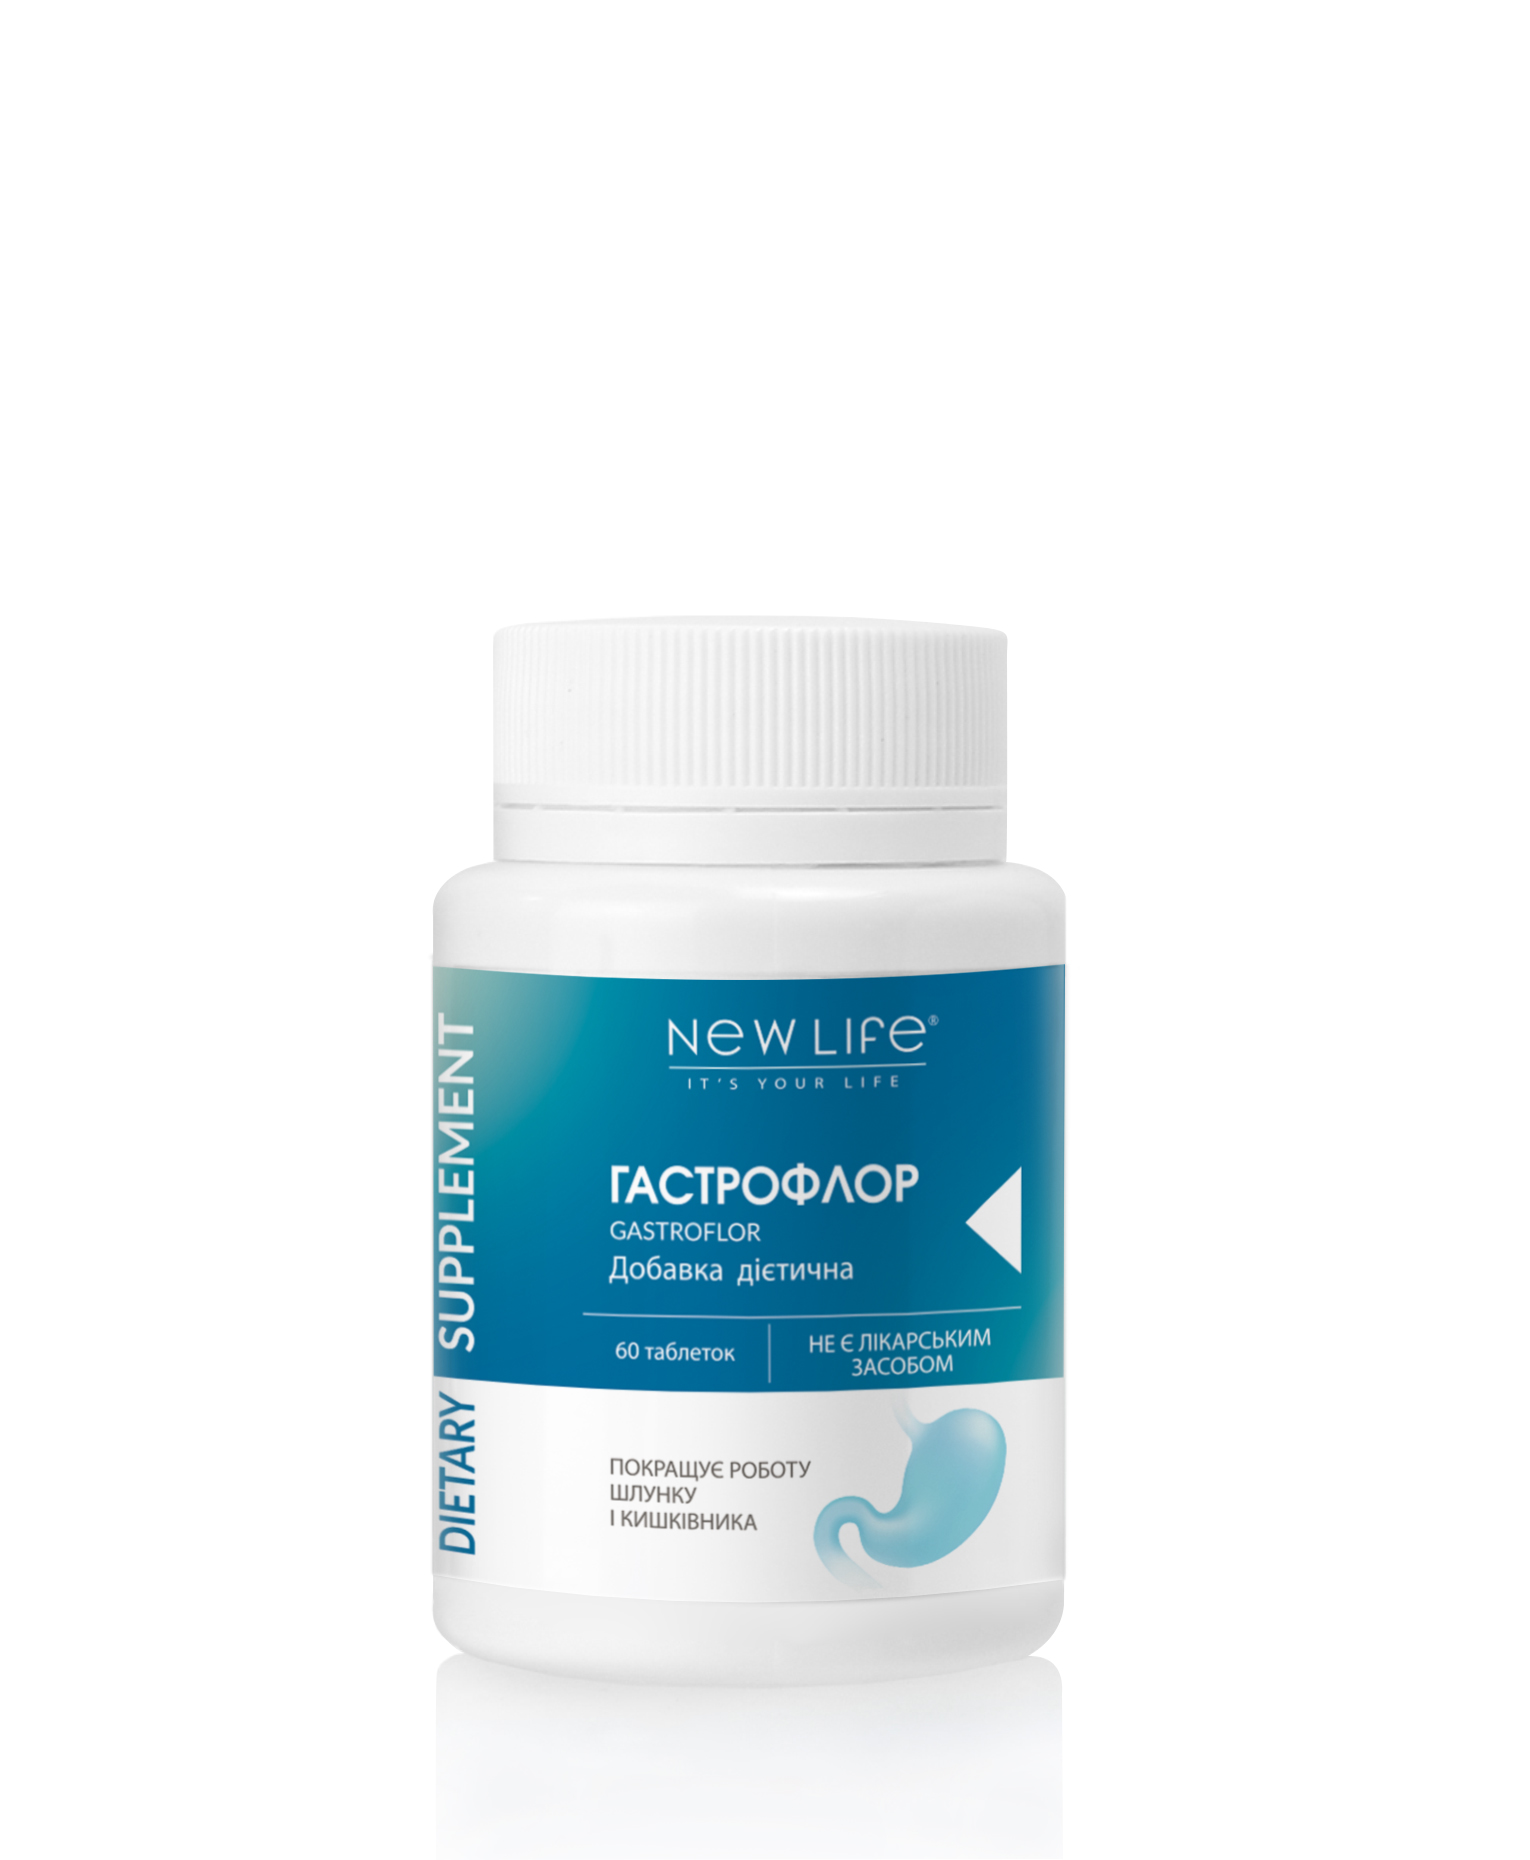 NEW LIFE®
IT'S YOUR LIFE
ГАСТРОФЛОР
GASTROFLOR
Добавка дієтична
60 таблеток
НЕ Є ЛІКАРСЬКИМ
ЗАСОБОМ
ПОКРАЩУЄ РОБОТУ
ШЛУНКУ
І КИШКІВНИКА
DIETARY SUPPLEMENT